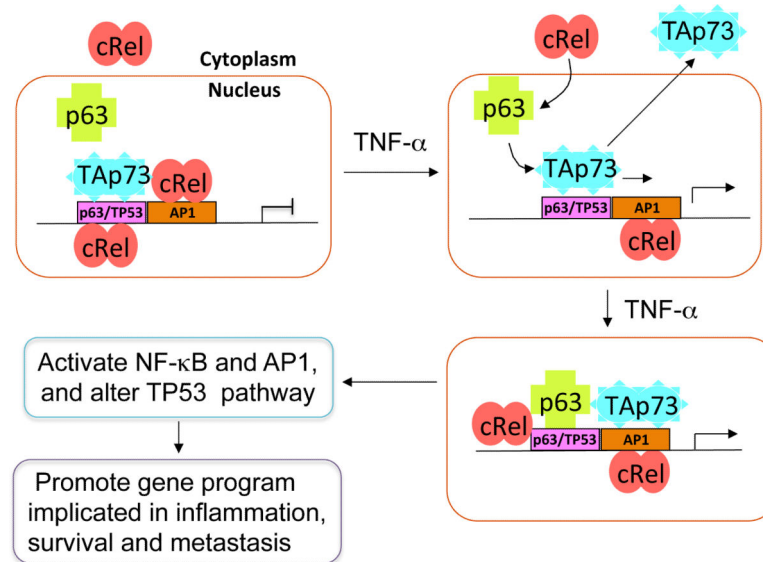 cRel
Cytoplasm
Nucleus
p63
TAp73
cRel
p63/TP53
AP1
cRel
TNF-α
cRel
TAp73
p63
TAp73
p63/TP53
AP1
cRel
TNF-α
cRel
p63
TAp73
p63/TP53
AP1
cRel
Activate NF-κB and AP1,
and alter TP53 pathway
Promote gene program
implicated in inflammation,
survival and metastasis